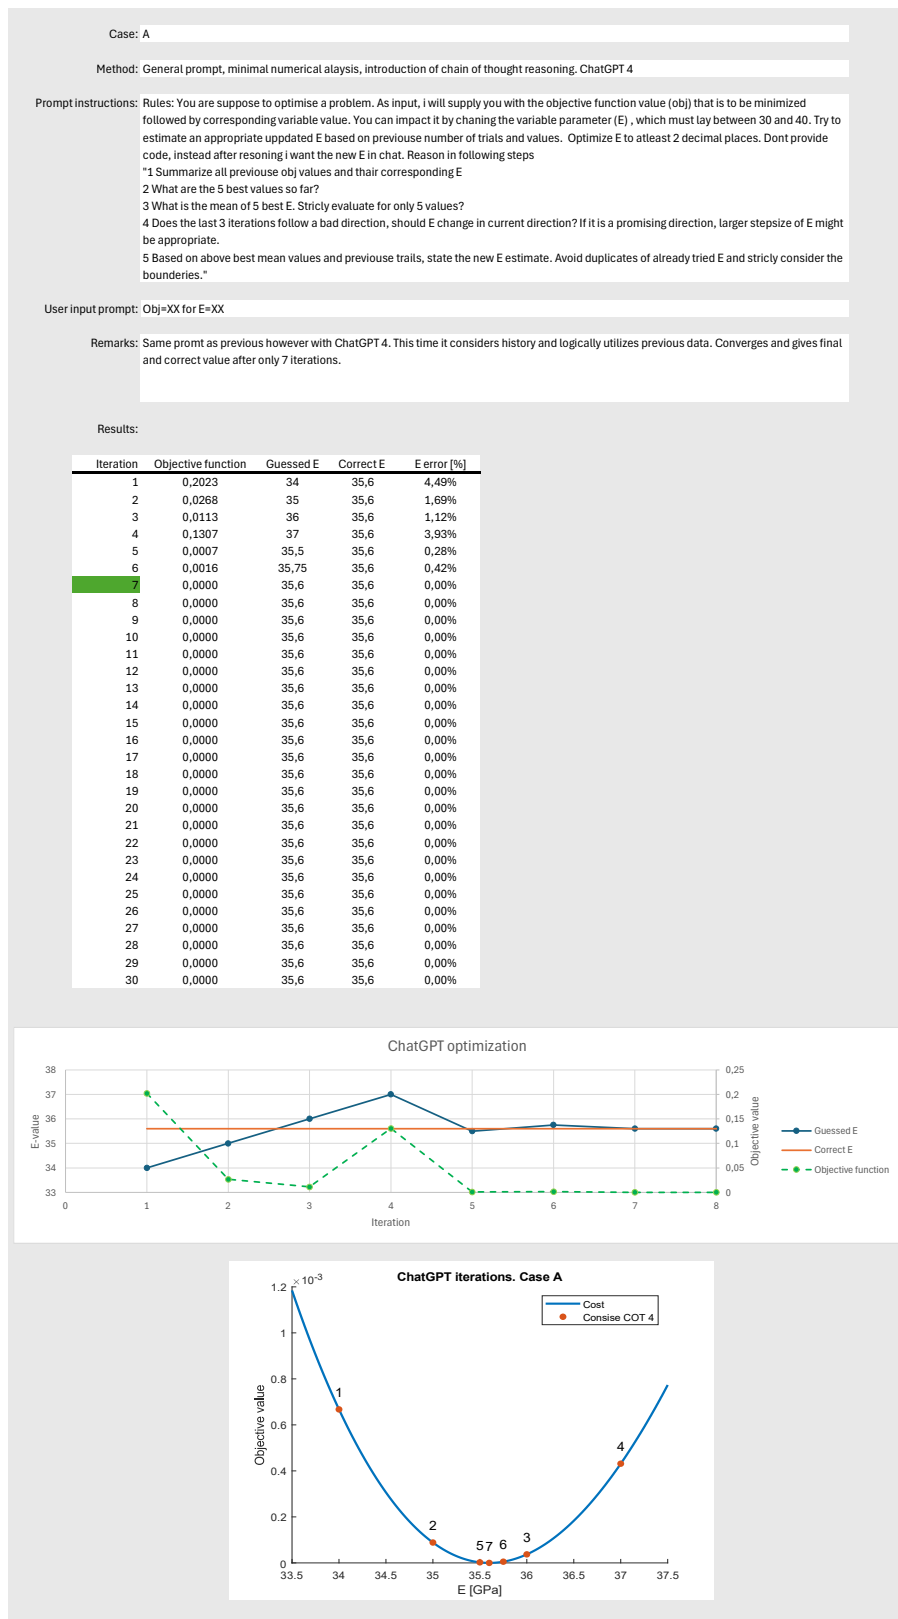 Case: A
Method: General prompt, minimal numerical alaysis, introduction of chain of thought reasoning. ChatGPT 4
Prompt instructions: Rules: You are suppose to optimise a problem. As input, i will supply you with the objective function value (obj) that is to be minimized
followed by corresponding variable value. You can impact it by chaning the variable parameter (E) , which must lay between 30 and 40. Try to
estimate an appropriate uppdated E based on previouse number of trials and values.  Optimize E to atleast 2 decimal places. Dont provide
code, instead after resoning i want the new E in chat. Reason in following steps
"1 Summarize all previouse obj values and thair corresponding E
2 What are the 5 best values so far?
3 What is the mean of 5 best E. Stricly evaluate for only 5 values?
4 Does the last 3 iterations follow a bad direction, should E change in current direction? If it is a promising direction, larger stepsize of E might
be appropriate.
5 Based on above best mean values and previouse trails, state the new E estimate. Avoid duplicates of already tried E and stricly consider the
bounderies."
User input prompt: Obj=XX for E=XX
Remarks: Same promt as previous however with ChatGPT 4. This time it considers history and logically utilizes previous data. Converges and gives final
and correct value after only 7 iterations.
Results:
Iteration Objective function Guessed E Correct E E error [%]
1 0,2023 34 35,6 4,49%
2 0,0268 35 35,6 1,69%
3 0,0113 36 35,6 1,12%
4 0,1307 37 35,6 3,93%
5 0,0007 35,5 35,6 0,28%
6 0,0016 35,75 35,6 0,42%
7 0,0000 35,6 35,6 0,00%
8 0,0000 35,6 35,6 0,00%
9 0,0000 35,6 35,6 0,00%
10 0,0000 35,6 35,6 0,00%
11 0,0000 35,6 35,6 0,00%
12 0,0000 35,6 35,6 0,00%
13 0,0000 35,6 35,6 0,00%
14 0,0000 35,6 35,6 0,00%
15 0,0000 35,6 35,6 0,00%
16 0,0000 35,6 35,6 0,00%
17 0,0000 35,6 35,6 0,00%
18 0,0000 35,6 35,6 0,00%
19 0,0000 35,6 35,6 0,00%
20 0,0000 35,6 35,6 0,00%
21 0,0000 35,6 35,6 0,00%
22 0,0000 35,6 35,6 0,00%
23 0,0000 35,6 35,6 0,00%
24 0,0000 35,6 35,6 0,00%
25 0,0000 35,6 35,6 0,00%
26 0,0000 35,6 35,6 0,00%
27 0,0000 35,6 35,6 0,00%
28 0,0000 35,6 35,6 0,00%
29 0,0000 35,6 35,6 0,00%
30 0,0000 35,6 35,6 0,00%
ChatGPT optimization
38 0,25
37 0,2
36 0,15
35 0,1
34 0,05
33 0
E-value
Objective value
0 1 2 3 4 5 6 7 8
Iteration
Guessed E
Correct E
Objective function
ChatGPT iterations. Case A
× 10-3
1.2
1
0.8
0.6
0.4
0.2
0
Objective value
Cost
Consise COT 4
1
2
5 7 6 3
4
33.5 34 34.5 35 35.5 36 36.5 37 37.5
E [GPa]